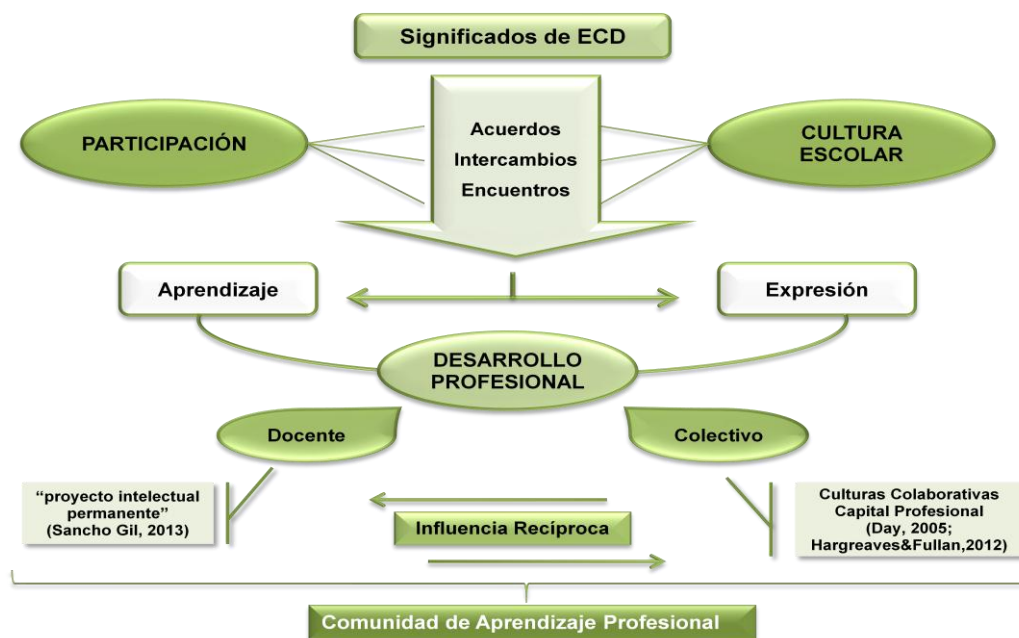 Significados de ECD
PARTICIPACIÓN
Acuerdos
Intercambios
Encuentros
CULTURA
ESCOLAR
Aprendizaje
Expresión
DESARROLLO
PROFESIONAL
Docente
Colectivo
“proyecto intelectual
permanente”
(Sancho Gil, 2013)
Influencia Recíproca
Culturas Colaborativas
Capital Profesional
(Day, 2005;
Hargreaves&Fullan,2012)
Comunidad de Aprendizaje Profesional